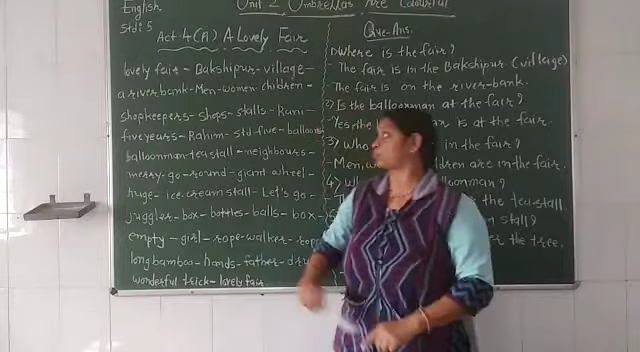 English
Std: 5
Unit 2 Umbrellas Are Colourful
Act 4(A) A Lovely Fair
lovely fair - Bakshipur - village -
a river bank - Men - women - children -
shopkeepers - shops - stalls - Rani -
five years - Rahim - std - five - balloons
balloonman - tea stall - neighbours -
merry - go - round - giant wheel -
huge - ice cream stall - Let's go -
juggler - box - bottles - balls - box -
empty - girl - rope - walker - rope
long bamboo - hands - father -
wonderful trick - lovely fair.
Que-Ans.
1) Where is the fair?
- The fair is in the Bakshipur (village)
The fair is on the river-bank.
2) Is the balloonman at the fair?
- Yes, the is at the fair.
3) in the fair?
- Men, are in the fair.
4) balloonman?
the tea-stall.
stall?
the tree.